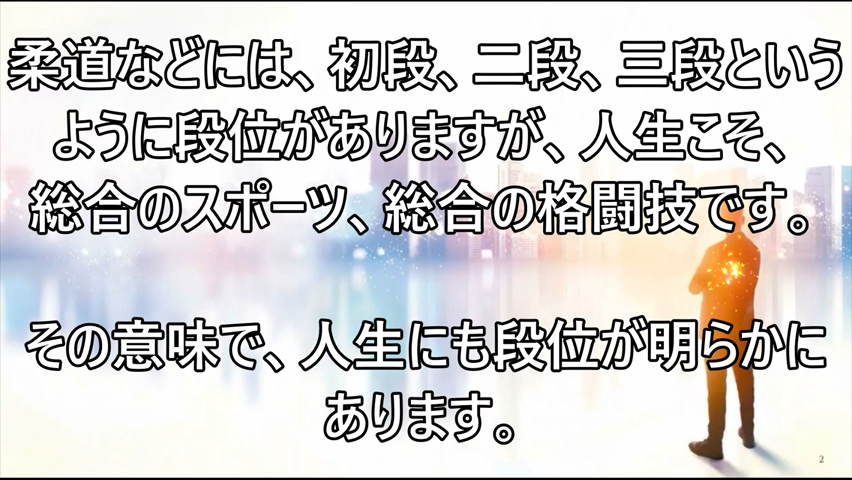 柔道などには、初段、二段、三段という
ように段位がありますが、人生こそ、
総合のスポーツ、総合の格闘技です。
その意味で、人生にも段位が明らかに
あります。
2